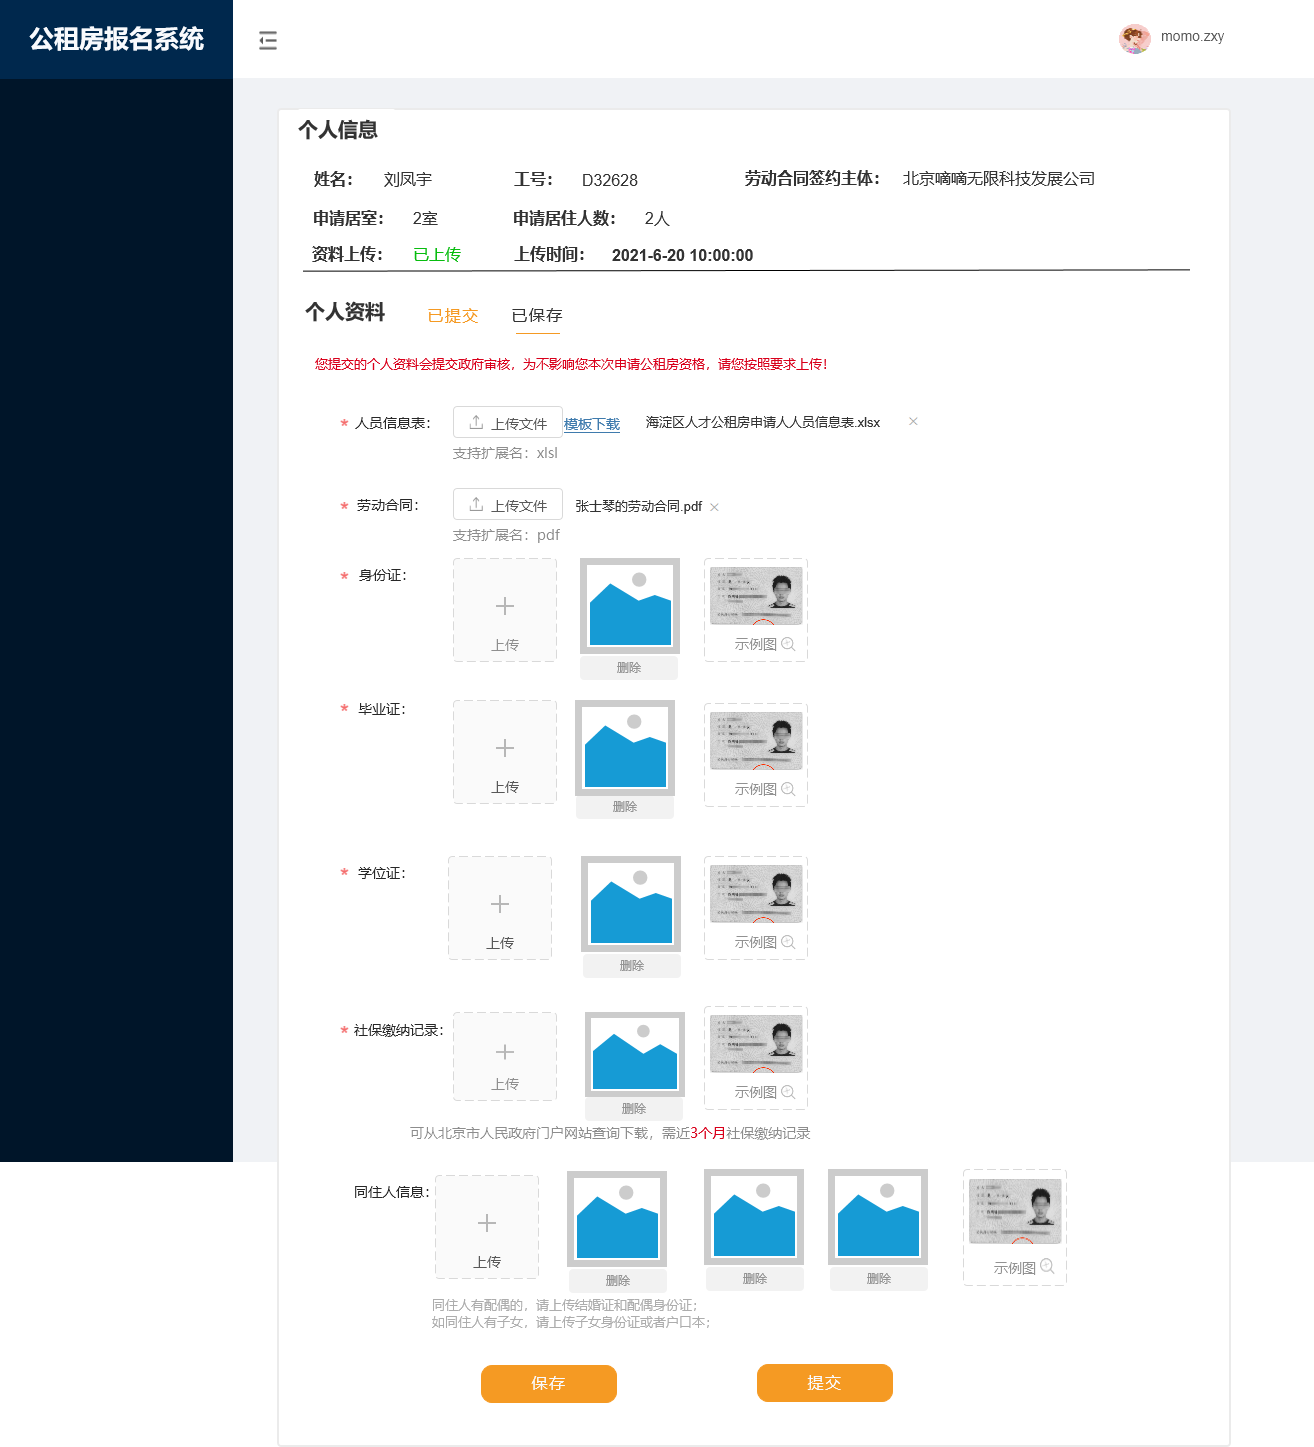 公租房报名系统
momo.zxy
个人信息
姓名： 刘凤宇 工号： D32628 劳动合同签约主体： 北京嘀嘀无限科技发展公司
申请居室： 2室 申请居住人数： 2人
资料上传： 已上传 上传时间： 2021-6-20 10:00:00
个人资料 已提交 已保存
您提交的个人资料会提交政府审核，为不影响您本次申请公租房资格，请您按照要求上传！
* 人员信息表： 上传文件 模板下载 海淀区人才公租房申请人人员信息表.xlsx ×
支持扩展名：xlsl
* 劳动合同： 上传文件 张士琴的劳动合同.pdf ×
支持扩展名：pdf
* 身份证：
上传 示例图
删除
* 毕业证：
上传 示例图
删除
* 学位证：
上传 示例图
删除
* 社保缴纳记录：
上传 示例图
删除
可从北京市人民政府门户网站查询下载，需近3个月社保缴纳记录
同住人信息：
上传 示例图
删除 删除 删除
同住人有配偶的，请上传结婚证和配偶身份证；
如同住人有子女，请上传子女身份证或者户口本；
保存 提交